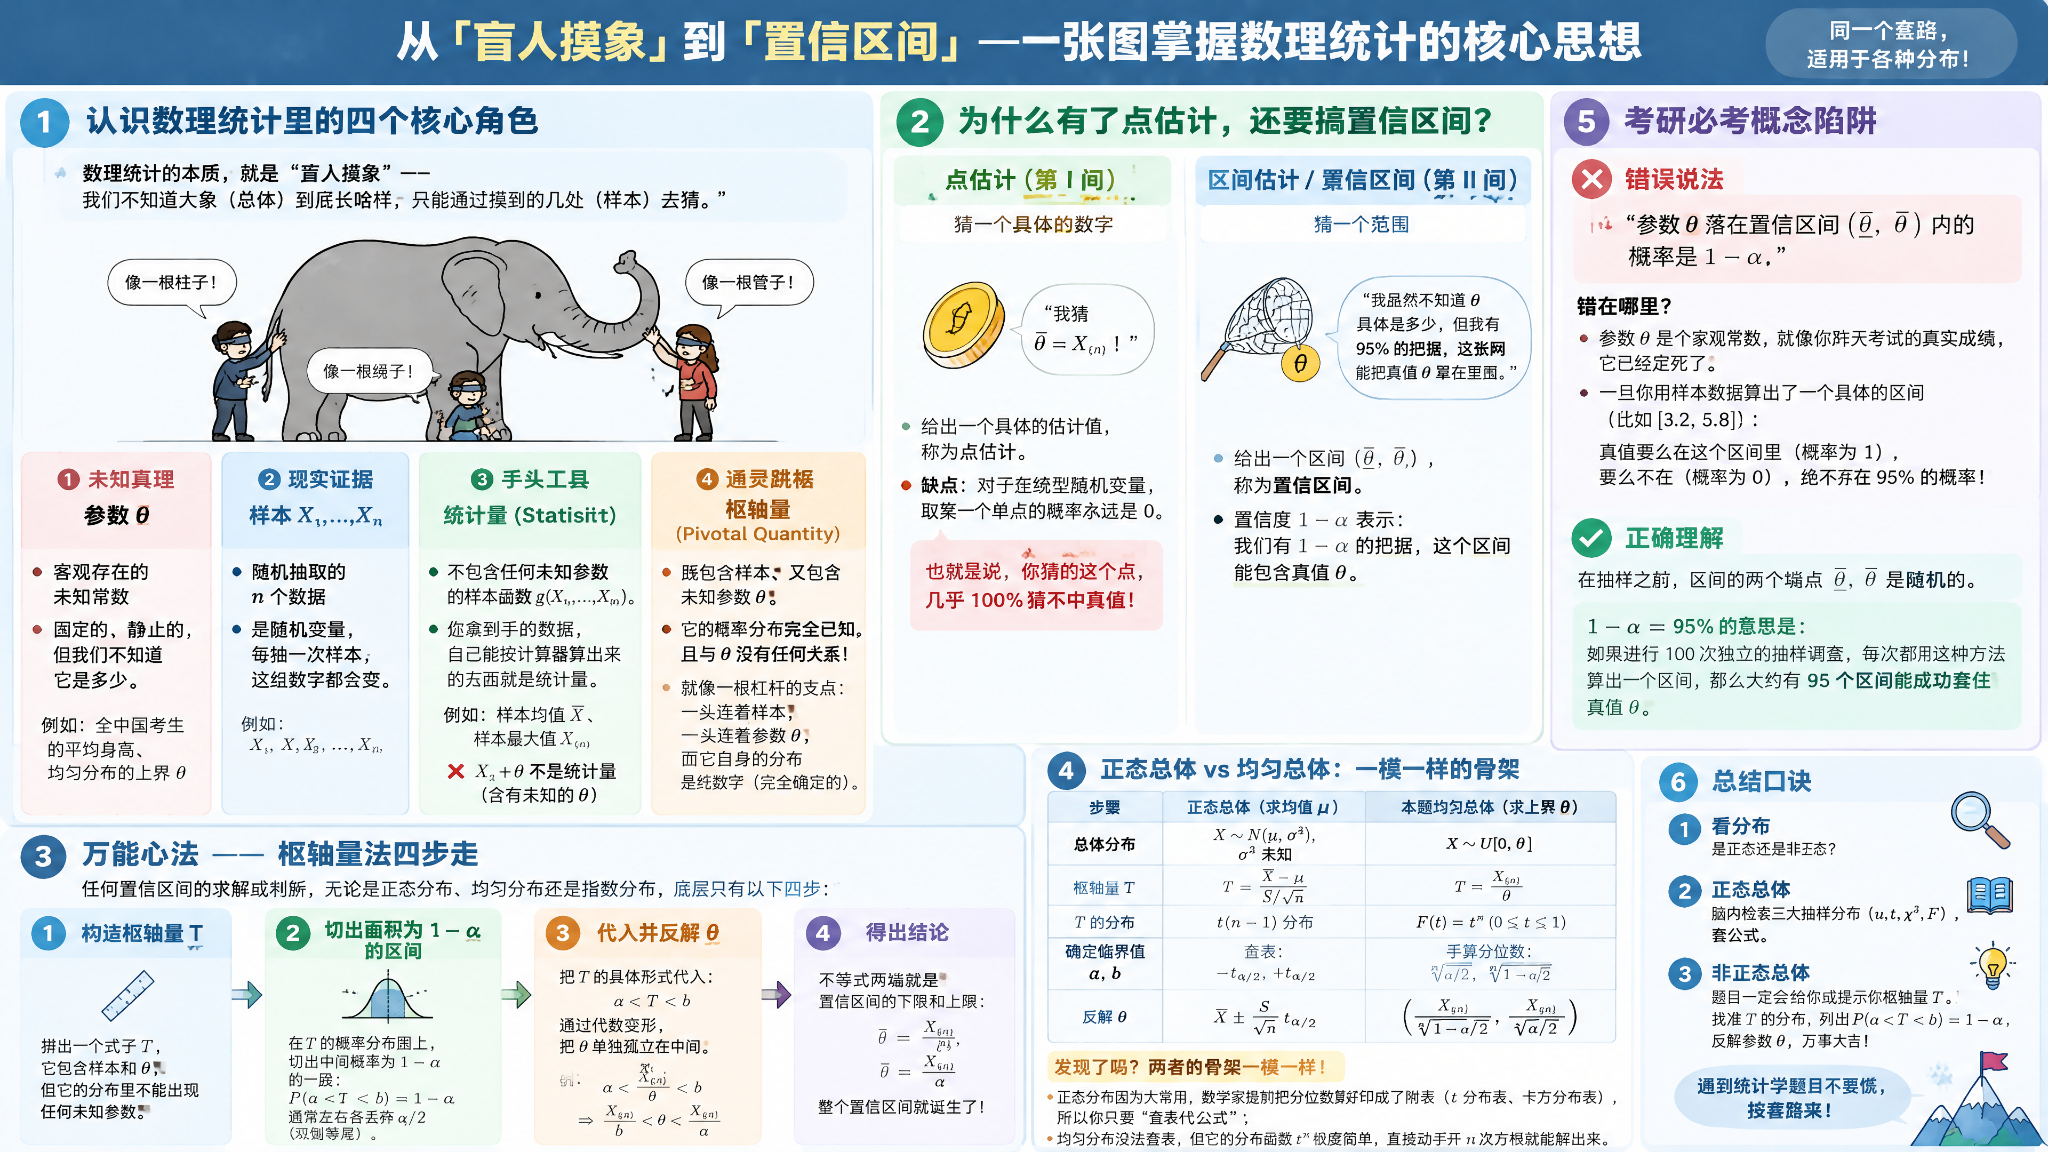 从「盲人摸象」到「置信区间」—一张图掌握数理统计的核心思想
同一个套路，
适用于各种分布！
1 认识数理统计里的四个核心角色
数理统计的本质，就是“盲人摸象”——
我们不知道大象（总体）到底长啥样，只能通过摸到的几处（样本）去猜。”
像一根柱子！
像一根绳子！
像一根管子！
1 未知真理
参数 θ
客观存在的
未知常数
固定的、静止的，
但我们不知道
它是多少。
例如：全中国考生
的平均身高、
均匀分布的上界 θ
2 现实证据
样本 X₁,…,Xₙ
随机抽取的
n 个数据
是随机变量，
每抽一次样本，
这组数字都会变。
例如：
3 手头工具
统计量
不包含任何未知参数
的样本函数
你拿到手的数据，
自己能按计算器算出来
的去西就是统计量。
例如：样本均值 X̅、
样本最大值 X₍ₙ₎
X₂+θ 不是统计量
（含有未知的 θ）
4 通灵跳板
枢轴量
(Pivotal Quantity)
既包含样本、又包含
未知参数 θ。
它的概率分布完全已知，
且与 θ 没有任何关系！
就像一根杠杆的支点：
一头连着样本，
一头连着参数 θ，
而它自身的分布
是纯数字（完全确定的）。
2 为什么有了点估计，还要搞置信区间？
点估计（第 I 间）
猜一个具体的数字
“我猜
θ̅ = X₍ₙ₎！”
给出一个具体的估计值，
称为点估计。
缺点：对于连续型随机变量，
取某一个单点的概率永远是 0。
也就是说，你猜的这个点，
几乎 100% 猜不中真值！
区间估计 / 置信区间（第 II 间）
猜一个范围
“我虽然不知道 θ
具体是多少，但我有
95% 的把握，这张网
能把真值 θ 罩在里面。”
θ
给出一个区间（θ̲, θ̅,），
称为置信区间。
置信度 1 − α 表示：
我们有 1 − α 的把握，这个区间
能包含真值 θ。
5 考研必考概念陷阱
错误说法
“参数 θ 落在置信区间 (θ̲, θ̅) 内的
概率是 1 − α.”
错在哪里？
参数 θ 是个客观常数，就像你昨天考试的真实成绩，
它已经定死了
一旦你用样本数据算出了一个具体的区间
（比如 [3.2, 5.8]）：
真值要么在这个区间里（概率为 1），
要么不在（概率为 0），绝不存在 95% 的概率！
正确理解
在抽样之前，区间的两个端点 θ̲, θ̅ 是随机的。
1 − α = 95% 的意思是：
如果进行 100 次独立的抽样调查，每次都用这种方法
算出一个区间，那么大约有 95 个区间能成功套住
真值 θ。
3 万能心法 —— 枢轴量法四步走
任何置信区间的求解或判断，无论是正态分布、均匀分布还是指数分布，底层只有以下四步：
1 构造枢轴量 T
拼出一个式子 T，
它包含样本和 θ，
但它的分布里不能出现
任何未知参数
2 切出面积为 1 − α
的区间
在 T 的概率分布图上，
切出中间概率为 1 − α
的一段：
P(α < T < b) = 1 − α
通常左右各丢弃 α/2
（双侧等尾）。
3 代入并反解 θ
把 T 的具体形式代入：
α < T < b
通过代数变形，
把 θ 单独孤立在中间。
α < X₍ₙ₎/θ < b
⇒ X₍ₙ₎/b < θ < X₍ₙ₎/α
4 得出结论
不等式两端就是
置信区间的下限和上限：
θ̅ = X₍ₙ₎/
θ̅ = X₍ₙ₎/α
整个置信区间就诞生了！
4 正态总体 vs 均匀总体：一模一样的骨架
步骤 正态总体（求均值 μ） 本题均匀总体（求上界 θ）
总体分布 X ~ N(u, σ²), σ² 未知 X ~ U[0, θ]
枢轴量 T T = (X̅ − μ)/(S/√n) T = X₍ₙ₎/θ
T 的分布 t(n − 1) 分布 F(t) = tⁿ (0 ⩽ t ⩽ 1)
确定临界值 a, b 查表： −t_{α/2}, +t_{α/2} 手算分位数： ⁿ√(α/2), ⁿ√(1−α/2)
反解 θ X̅ ± S/√n t_{α/2} (X₍ₙ₎/ⁿ√(1−α/2), X₍ₙ₎/ⁿ√(α/2))
发现了吗？两者的骨架一模一样！
正态分布因为大常用，数学家提前把分位数算好印成了附表（t 分布表、卡方分布表），
所以你只要“查表代公式”；
均匀分布没法查表，但它的分布函数 tⁿ 极度简单，直接动手开 n 次方根就能解出来。
6 总结口诀
1 看分布
是正态还是非正态？
2 正态总体
脑内检索三大抽样分布（u, t, χ², F），
套公式。
3 非正态总体
题目一定会给你或提示你枢轴量 T。
找准 T 的分布，列出 P(α < T < b) = 1 − α，
反解参数 θ，万事大吉！
遇到统计学题目不要慌，
按套路来！